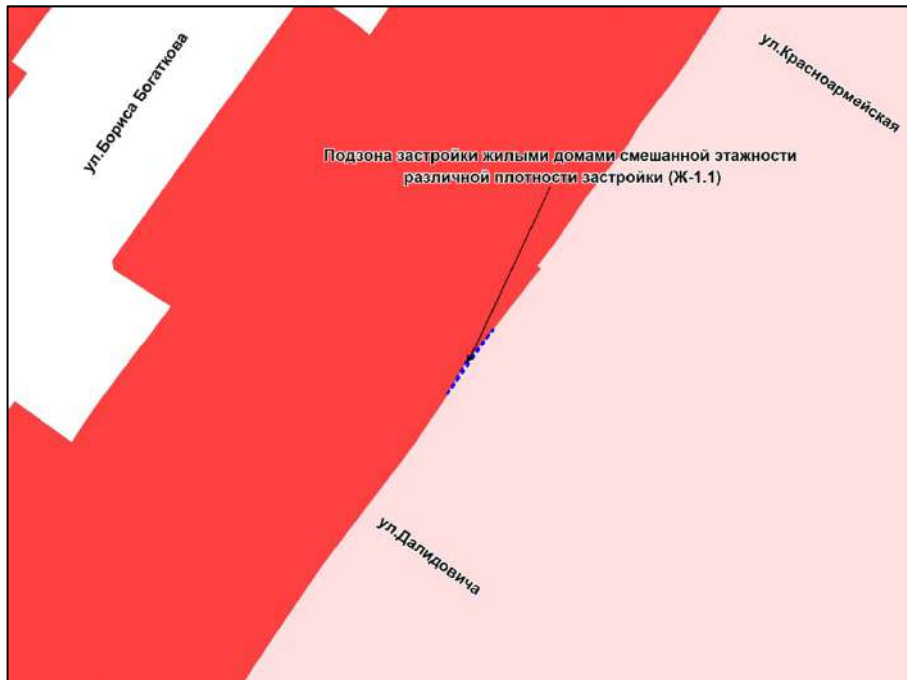 ул.Бориса Богаткова
ул.Красноармейская
Подзона застройки жилыми домами смешанной этажности
различной плотности застройки (Ж-1.1)
ул.Далидовича